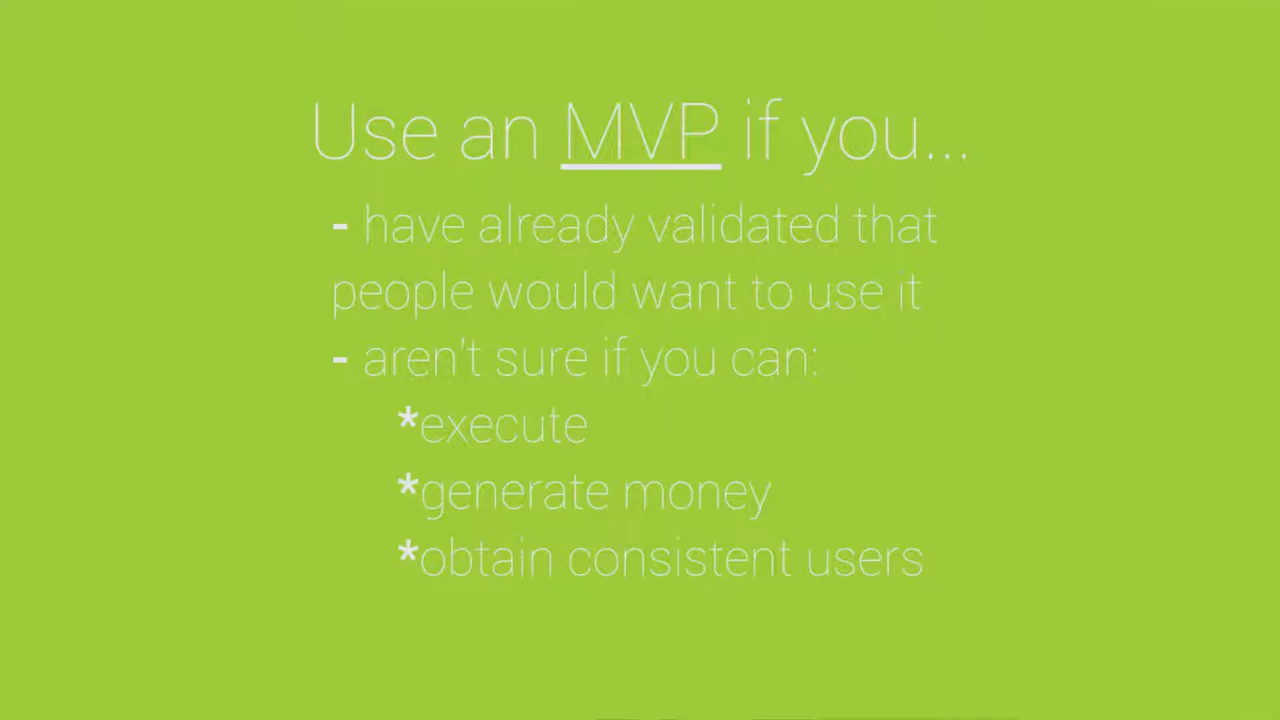 Use an MVP if you...
- have already validated that
people would want to use it
- aren't sure if you can:
*execute
*generate money
*obtain consistent users